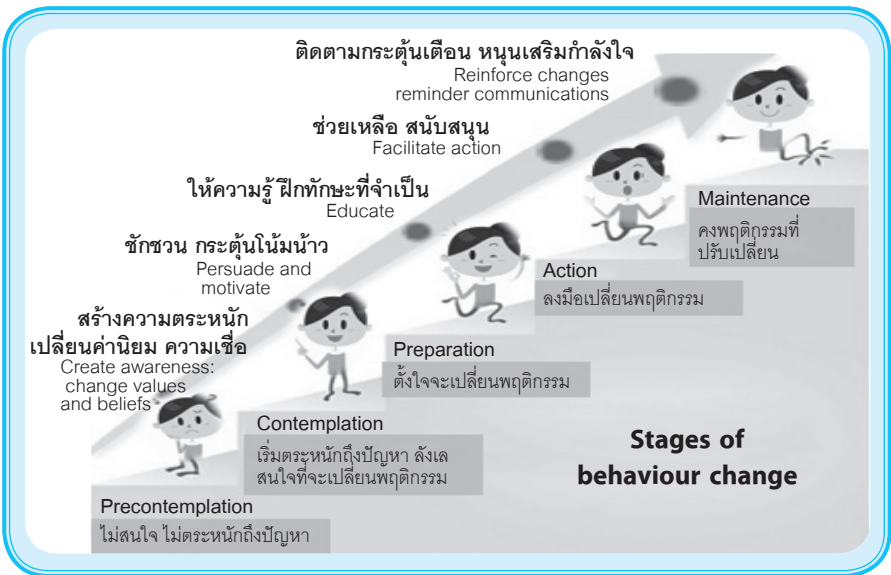 ติดตามกระตุ้นเตือน หนุนเสริมกำลังใจ
Reinforce changes
reminder communications
ช่วยเหลือ สนับสนุน
Facilitate action
ให้ความรู้ ฝึกทักษะที่จำเป็น
Educate
ชักชวน กระตุ้นโน้มน้าว
Persuade and
motivate
สร้างความตระหนัก
เปลี่ยนค่านิยม ความเชื่อ
Create awareness:
change values
and beliefs
Maintenance
คงพฤติกรรมที่
ปรับเปลี่ยน
Action
ลงมือเปลี่ยนพฤติกรรม
Preparation
ตั้งใจจะเปลี่ยนพฤติกรรม
Contemplation
เริ่มตระหนักถึงปัญหา ลังเล
สนใจที่จะเปลี่ยนพฤติกรรม
Precontemplation
ไม่สนใจ ไม่ตระหนักถึงปัญหา
Stages of
behaviour change